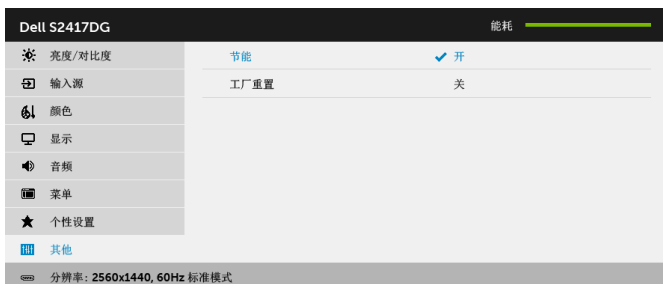 Dell S2417DG 能耗
亮度/对比度 节能 开
输入源 工厂重置 关
颜色
显示
音频
菜单
个性设置
其他
分辨率: 2560x1440, 60Hz 标准模式